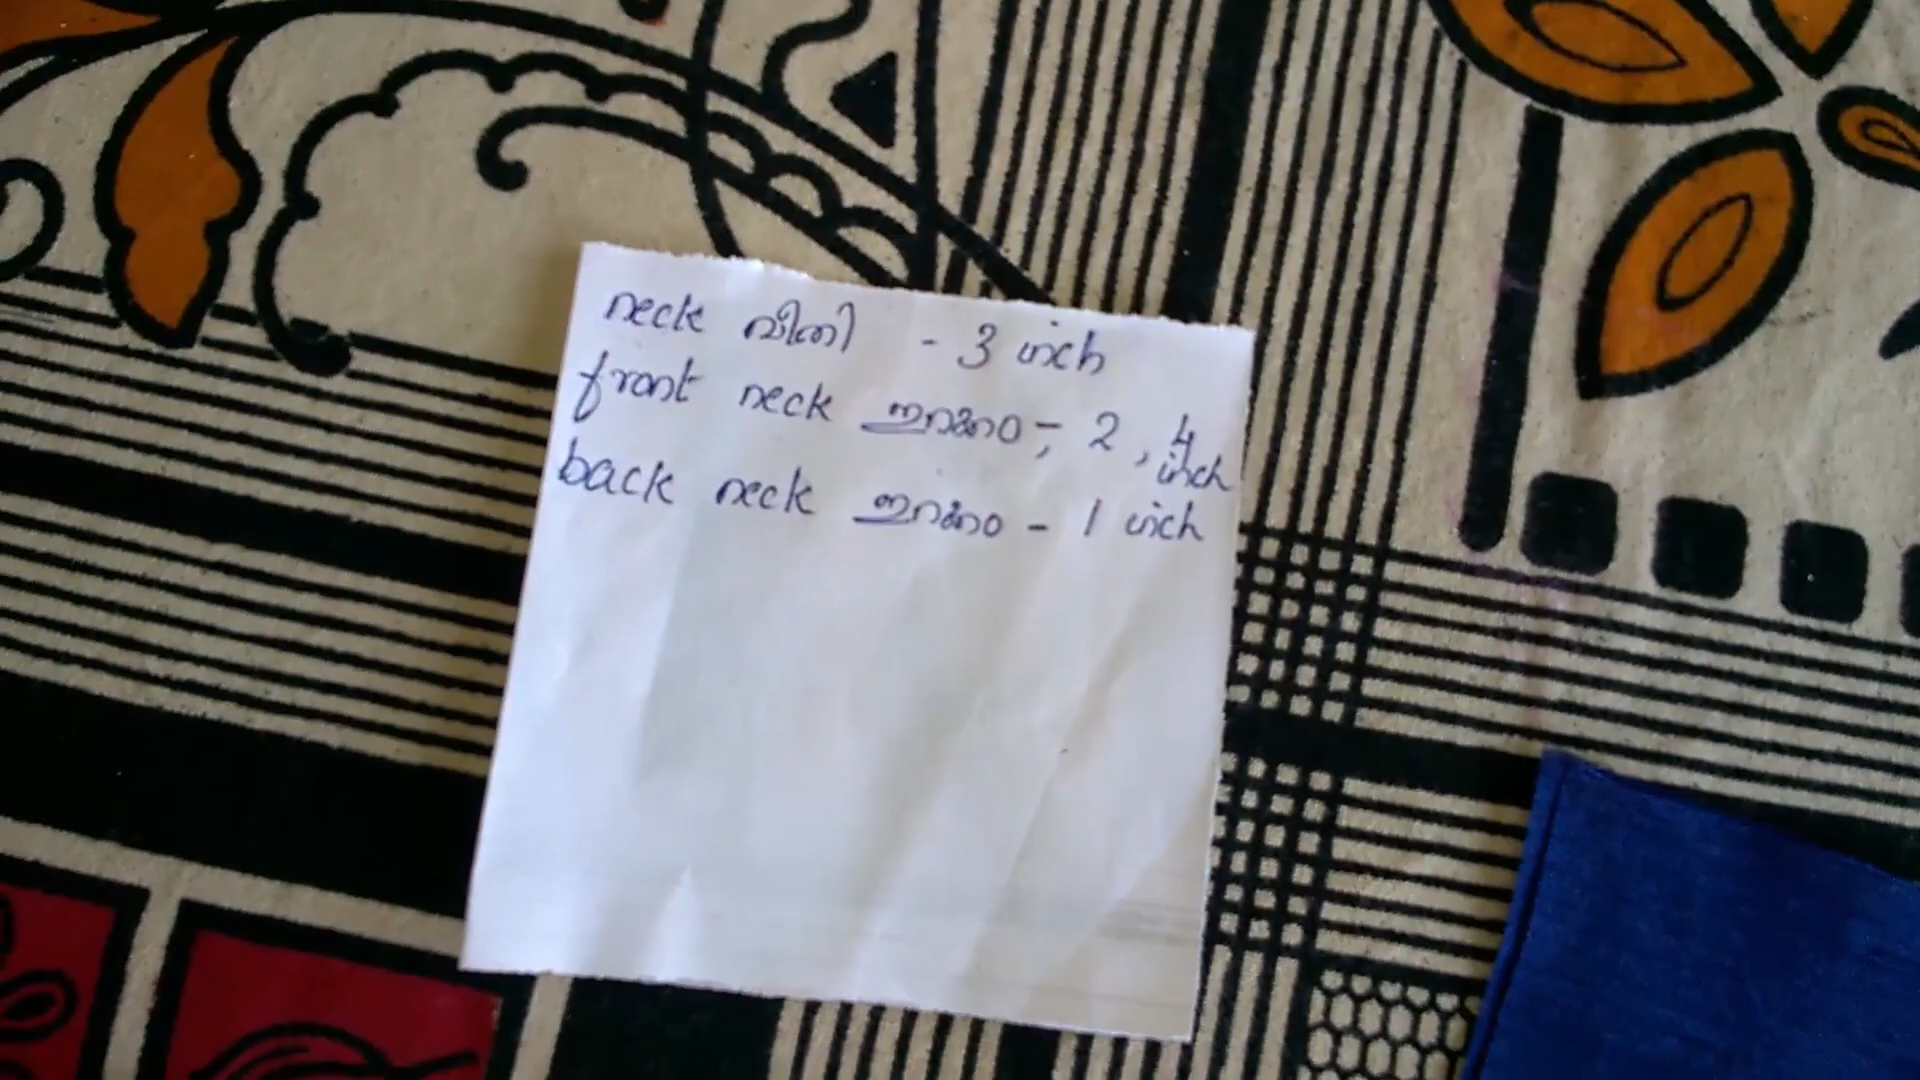 neck വീതി - 3 inch
front neck ഇറക്കം - 2, 4 inch
back neck ഇറക്കം - 1 inch